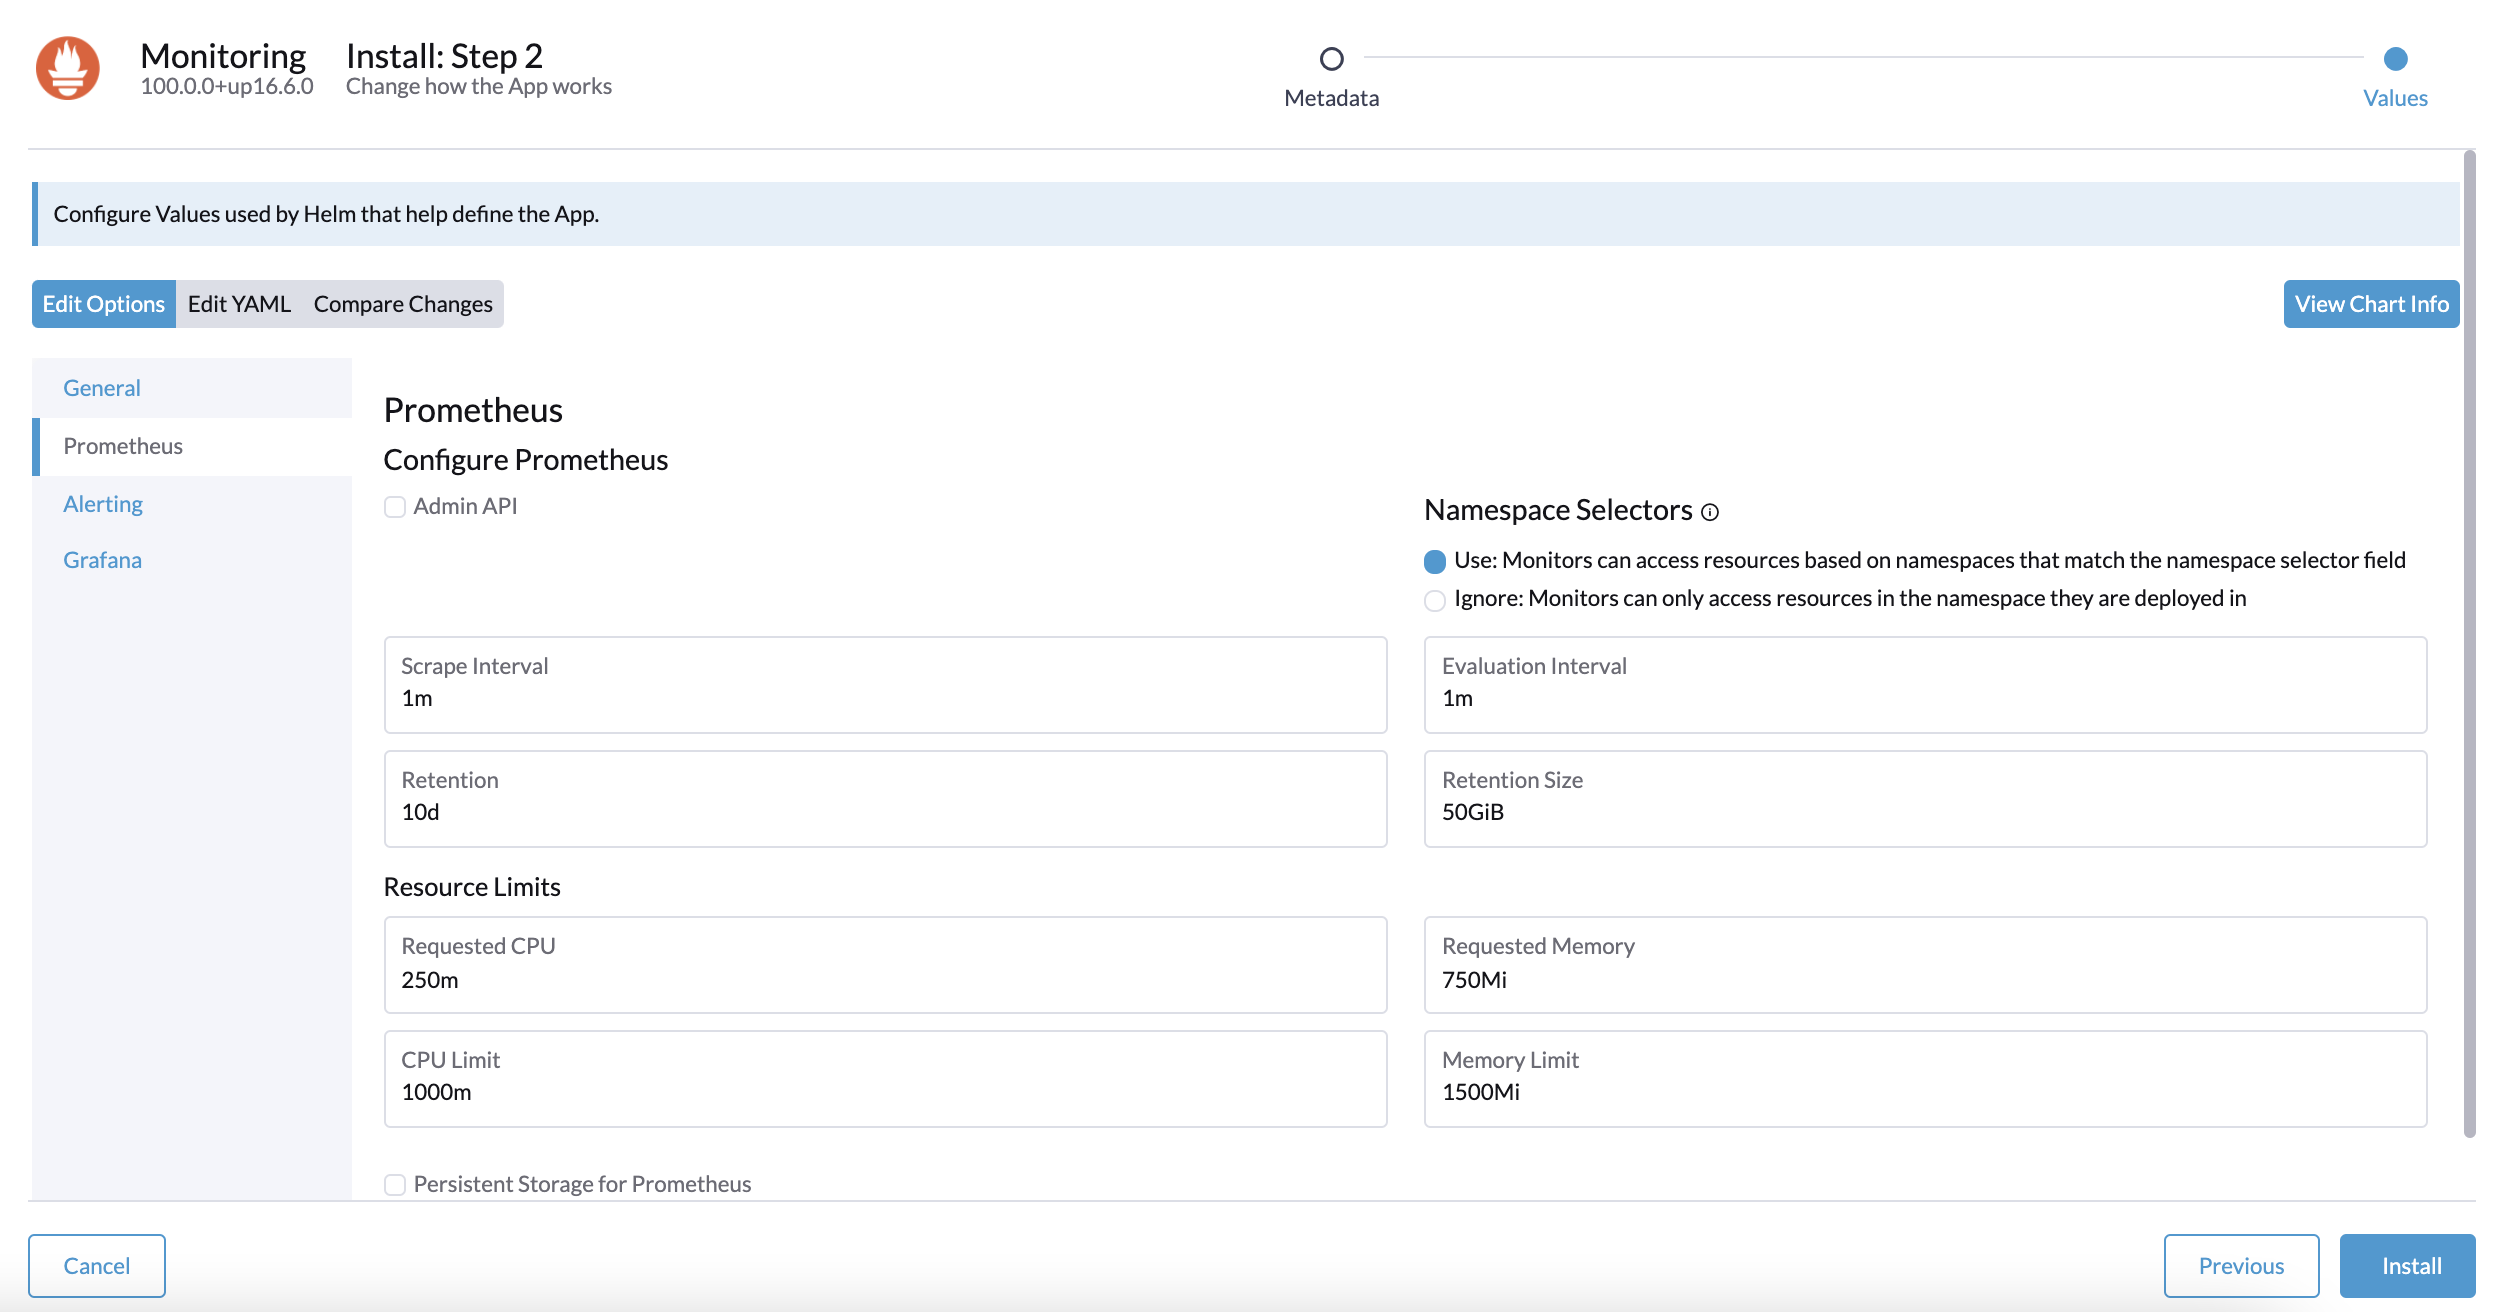 Monitoring
100.0.0+up16.6.0
Install: Step 2
Change how the App works
Metadata
Values
Configure Values used by Helm that help define the App.
Edit Options
Edit YAML
Compare Changes
View Chart Info
General
Prometheus
Alerting
Grafana
Prometheus
Configure Prometheus
Admin API
Namespace Selectors
Use: Monitors can access resources based on namespaces that match the namespace selector field
Ignore: Monitors can only access resources in the namespace they are deployed in
Scrape Interval
1m
Evaluation Interval
1m
Retention
10d
Retention Size
50GiB
Resource Limits
Requested CPU
250m
Requested Memory
750Mi
CPU Limit
1000m
Memory Limit
1500Mi
Persistent Storage for Prometheus
Cancel
Previous
Install